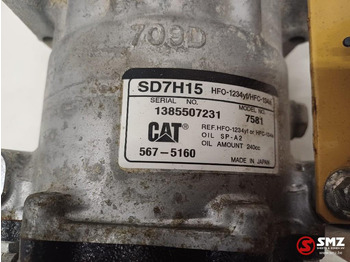 709D
SD7H15 HFO-1234yf/HFC-134a
SERIAL NO. MODEL NO.
1385507231 7581
CAT REF.HFO-1234yf or HFC-134a
OIL SP-A2
567-5160 OIL AMOUNT 240cc
MADE IN JAPAN
SMZ